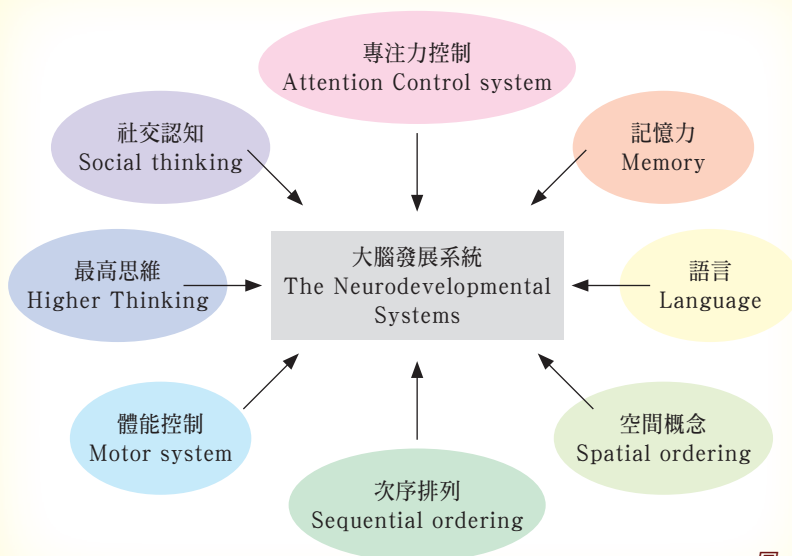 專注力控制
Attention Control system
社交認知
Social thinking
記憶力
Memory
最高思維
Higher Thinking
大腦發展系統
The Neurodevelopmental
Systems
語言
Language
體能控制
Motor system
空間概念
Spatial ordering
次序排列
Sequential ordering